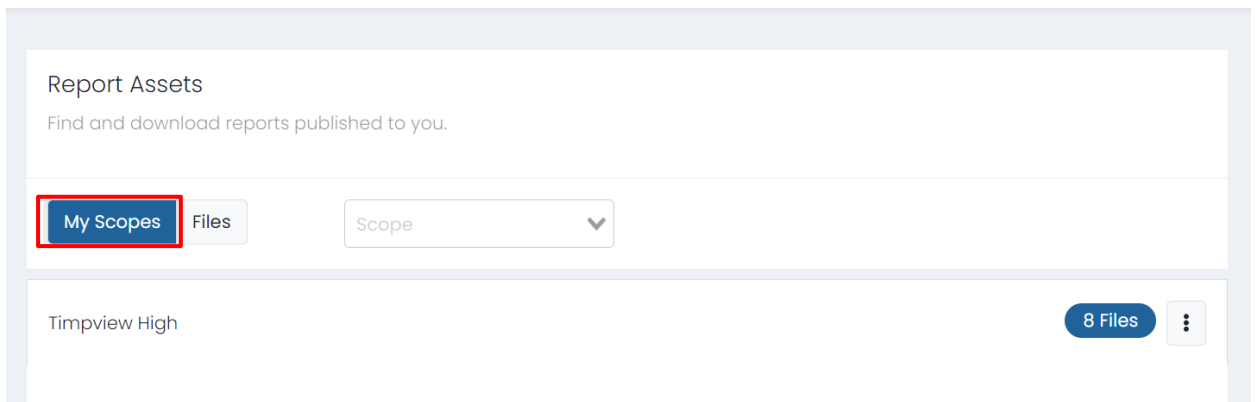 Report Assets
Find and download reports published to you.
My Scopes Files Scope
Timpview High 8 Files